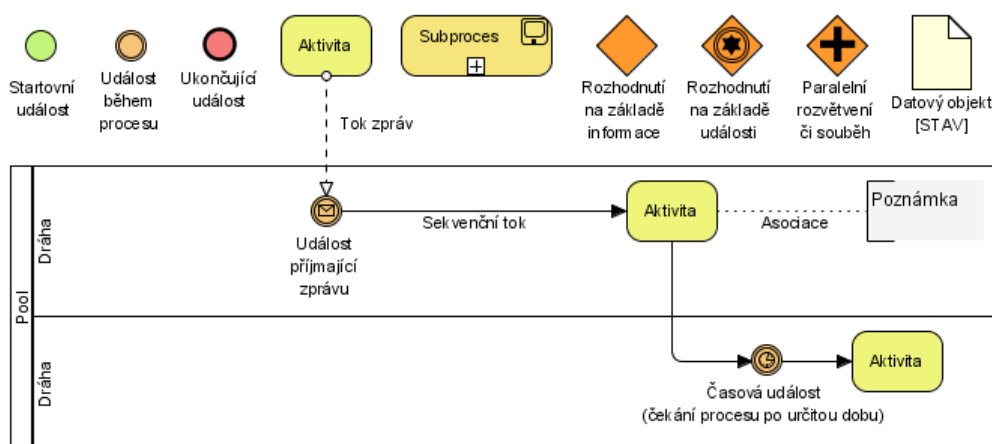 Startovní
událost
Událost
během
procesu
Ukončující
událost
Aktivita
Subproces
Rozhodnutí
na základě
informace
Rozhodnutí
na základě
události
Paralelní
rozvětvení
či souběh
Datový objekt
[STAV]
Tok zpráv
Pool
Dráha
Událost
příjmající
zprávu
Sekvenční tok
Aktivita
Asociace
Poznámka
Dráha
Časová událost
(čekání procesu po určitou dobu)
Aktivita